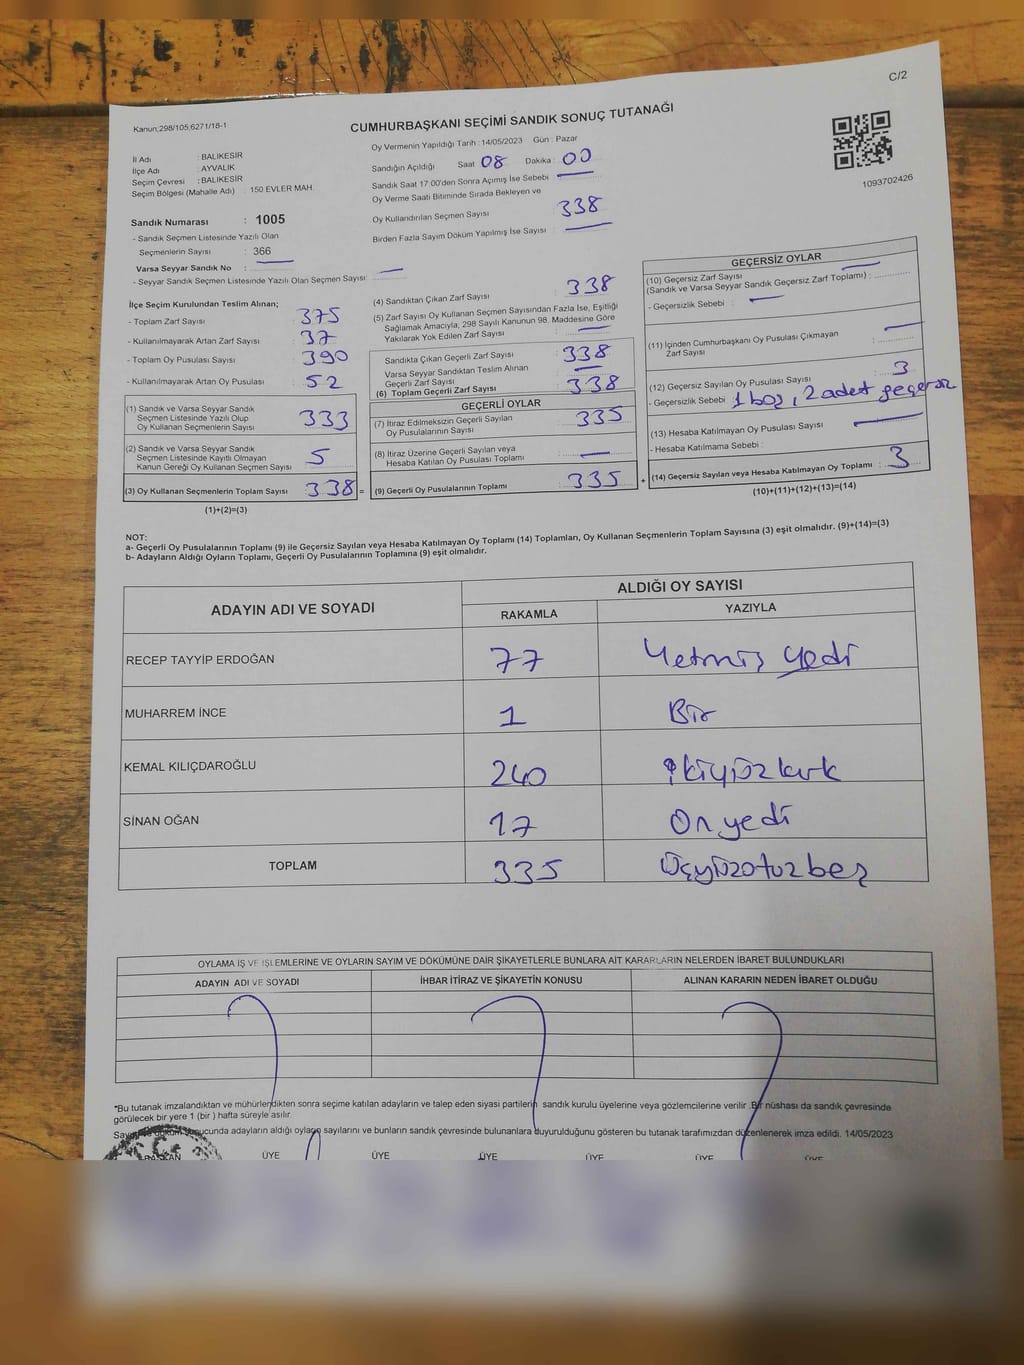 C/2
Kanun;298/105;6271/18-1
CUMHURBAŞKANI SEÇİMİ SANDIK SONUÇ TUTANAĞI
Oy Vermenin Yapıldığı Tarih : 14/05/2023 Gün : Pazar
İl Adı : BALIKESİR
İlçe Adı : AYVALIK
Seçim Çevresi : BALIKESİR
Seçim Bölgesi (Mahalle Adı) : 150 EVLER MAH.
Sandığın Açıldığı Saat 08 Dakika : 00
Sandık Saat 17:00'den Sonra Açımış İse Sebebi
Oy Verme Saati Bitiminde Sırada Bekleyen ve
Oy Kullandırılan Seçmen Sayısı 338
Birden Fazla Sayım Döküm Yapılmış İse Sayısı :
1093702426
Sandık Numarası : 1005
- Sandık Seçmen Listesinde Yazılı Olan
Seçmenlerin Sayısı : 366
Varsa Seyyar Sandık No :
- Seyyar Sandık Seçmen Listesinde Yazılı Olan Seçmen Sayısı:
İlçe Seçim Kurulundan Teslim Alınan;
- Toplam Zarf Sayısı : 375
- Kullanılmayarak Artan Zarf Sayısı : 37
- Toplam Oy Pusulası Sayısı : 390
- Kullanılmayarak Artan Oy Pusulası : 52
(1) Sandık ve Varsa Seyyar Sandık
Seçmen Listesinde Yazılı Olup
Oy Kullanan Seçmenlerin Sayısı : 333
(2) Sandık ve Varsa Seyyar Sandık
Seçmen Listesinde Kayıtlı Olmayan
Kanun Gereği Oy Kullanan Seçmen Sayısı : 5
(3) Oy Kullanan Seçmenlerin Toplam Sayısı : 338 =
(1)+(2)=(3)
(4) Sandıktan Çıkan Zarf Sayısı : 338
(5) Zarf Sayısı Oy Kullanan Seçmen Sayısından Fazla İse, Eşitliği
Sağlamak Amacıyla; 298 Sayılı Kanunun 98. Maddesine Göre
Yakılarak Yok Edilen Zarf Sayısı :
Sandıkta Çıkan Geçerli Zarf Sayısı : 338
Varsa Seyyar Sandıktan Teslim Alınan
Geçerli Zarf Sayısı :
(6) Toplam Geçerli Zarf Sayısı : 338
GEÇERLİ OYLAR
(7) İtiraz Edilmeksizin Geçerli Sayılan
Oy Pusulalarının Sayısı : 335
(8) İtiraz Üzerine Geçerli Sayılan veya
Hesaba Katılan Oy Pusulası Toplamı :
(9) Geçerli Oy Pusulalarının Toplamı : 335 +
GEÇERSİZ OYLAR
(10) Geçersiz Zarf Sayısı
(Sandık ve Varsa Seyyar Sandık Geçersiz Zarf Toplamı) :
- Geçersizlik Sebebi :
(11) İçinden Cumhurbaşkanı Oy Pusulası Çıkmayan
Zarf Sayısı :
(12) Geçersiz Sayılan Oy Pusulası Sayısı : 3
- Geçersizlik Sebebi : 1 boş, 2 adet geçersiz
(13) Hesaba Katılmayan Oy Pusulası Sayısı
- Hesaba Katılmama Sebebi :
(14) Geçersiz Sayılan veya Hesaba Katılmayan Oy Toplamı : 3
(10)+(11)+(12)+(13)=(14)
NOT:
a- Geçerli Oy Pusulalarının Toplamı (9) ile Geçersiz Sayılan veya Hesaba Katılmayan Oy Toplamı (14) Toplamları, Oy Kullanan Seçmenlerin Toplam Sayısına (3) eşit olmalıdır. (9)+(14)=(3)
b- Adayların Aldığı Oyların Toplamı, Geçerli Oy Pusulalarının Toplamına (9) eşit olmalıdır.
ADAYIN ADI VE SOYADI ALDIĞI OY SAYISI
RAKAMLA YAZIYLA
RECEP TAYYİP ERDOĞAN 77 Yetmiş yedi
MUHARREM İNCE 1 Bir
KEMAL KILIÇDAROĞLU 240 ikiyüzkırk
SİNAN OĞAN 17 Onyedi
TOPLAM 335 Üçyüzotuzbeş
OYLAMA İŞ VE İŞLEMLERİNE VE OYLARIN SAYIM VE DÖKÜMÜNE DAİR ŞİKAYETLERLE BUNLARA AİT KARARLARIN NELERDEN İBARET BULUNDUKLARI
ADAYIN ADI VE SOYADI İHBAR İTİRAZ VE ŞİKAYETİN KONUSU ALINAN KARARIN NEDEN İBARET OLDUĞU
*Bu tutanak imzalandıktan ve mühürlendikten sonra seçime katılan adayların ve talep eden siyasi partilerin sandık kurulu üyelerine veya gözlemcilerine verilir. Bir nüshası da sandık çevresinde
görülecek bir yere 1 (bir ) hafta süreyle asılır.
sonucunda adayların aldığı oyların sayılarını ve bunların sandık çevresinde bulunanlara duyurulduğunu gösteren bu tutanak tarafımızdan düzenlenerek imza edildi. 14/05/2023
BAŞKAN ÜYE ÜYE ÜYE ÜYE ÜYE ÜYE